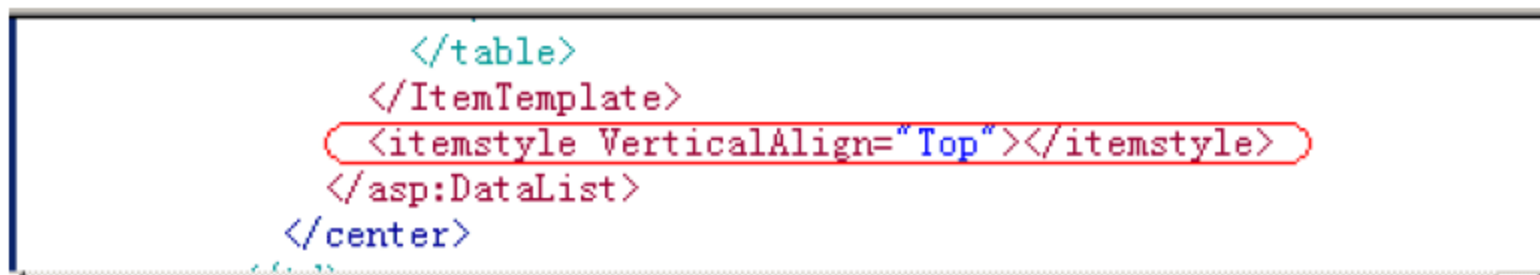 </table>
</ItemTemplate>
<itemstyle VerticalAlign="Top"></itemstyle>
</asp:DataList>
</center>